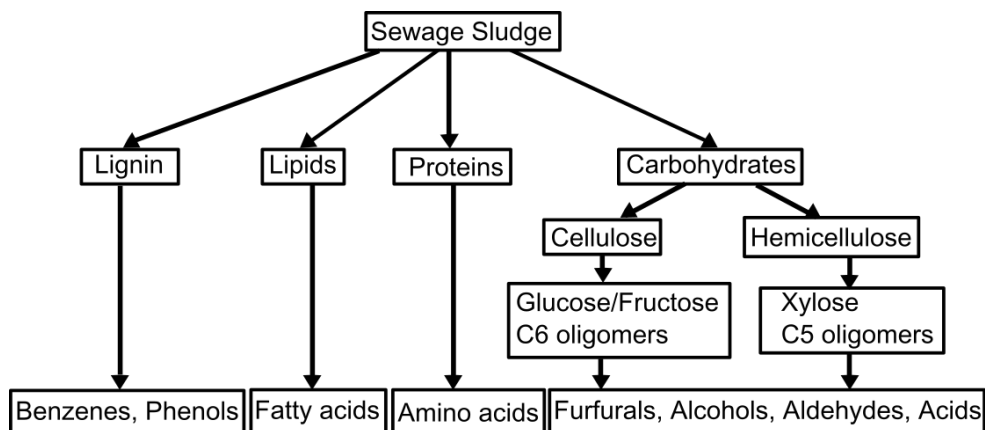 Sewage Sludge
Lignin
Lipids
Proteins
Carbohydrates
Cellulose
Hemicellulose
Glucose/Fructose
C6 oligomers
Xylose
C5 oligomers
Benzenes, Phenols
Fatty acids
Amino acids
Furfurals, Alcohols, Aldehydes, Acids